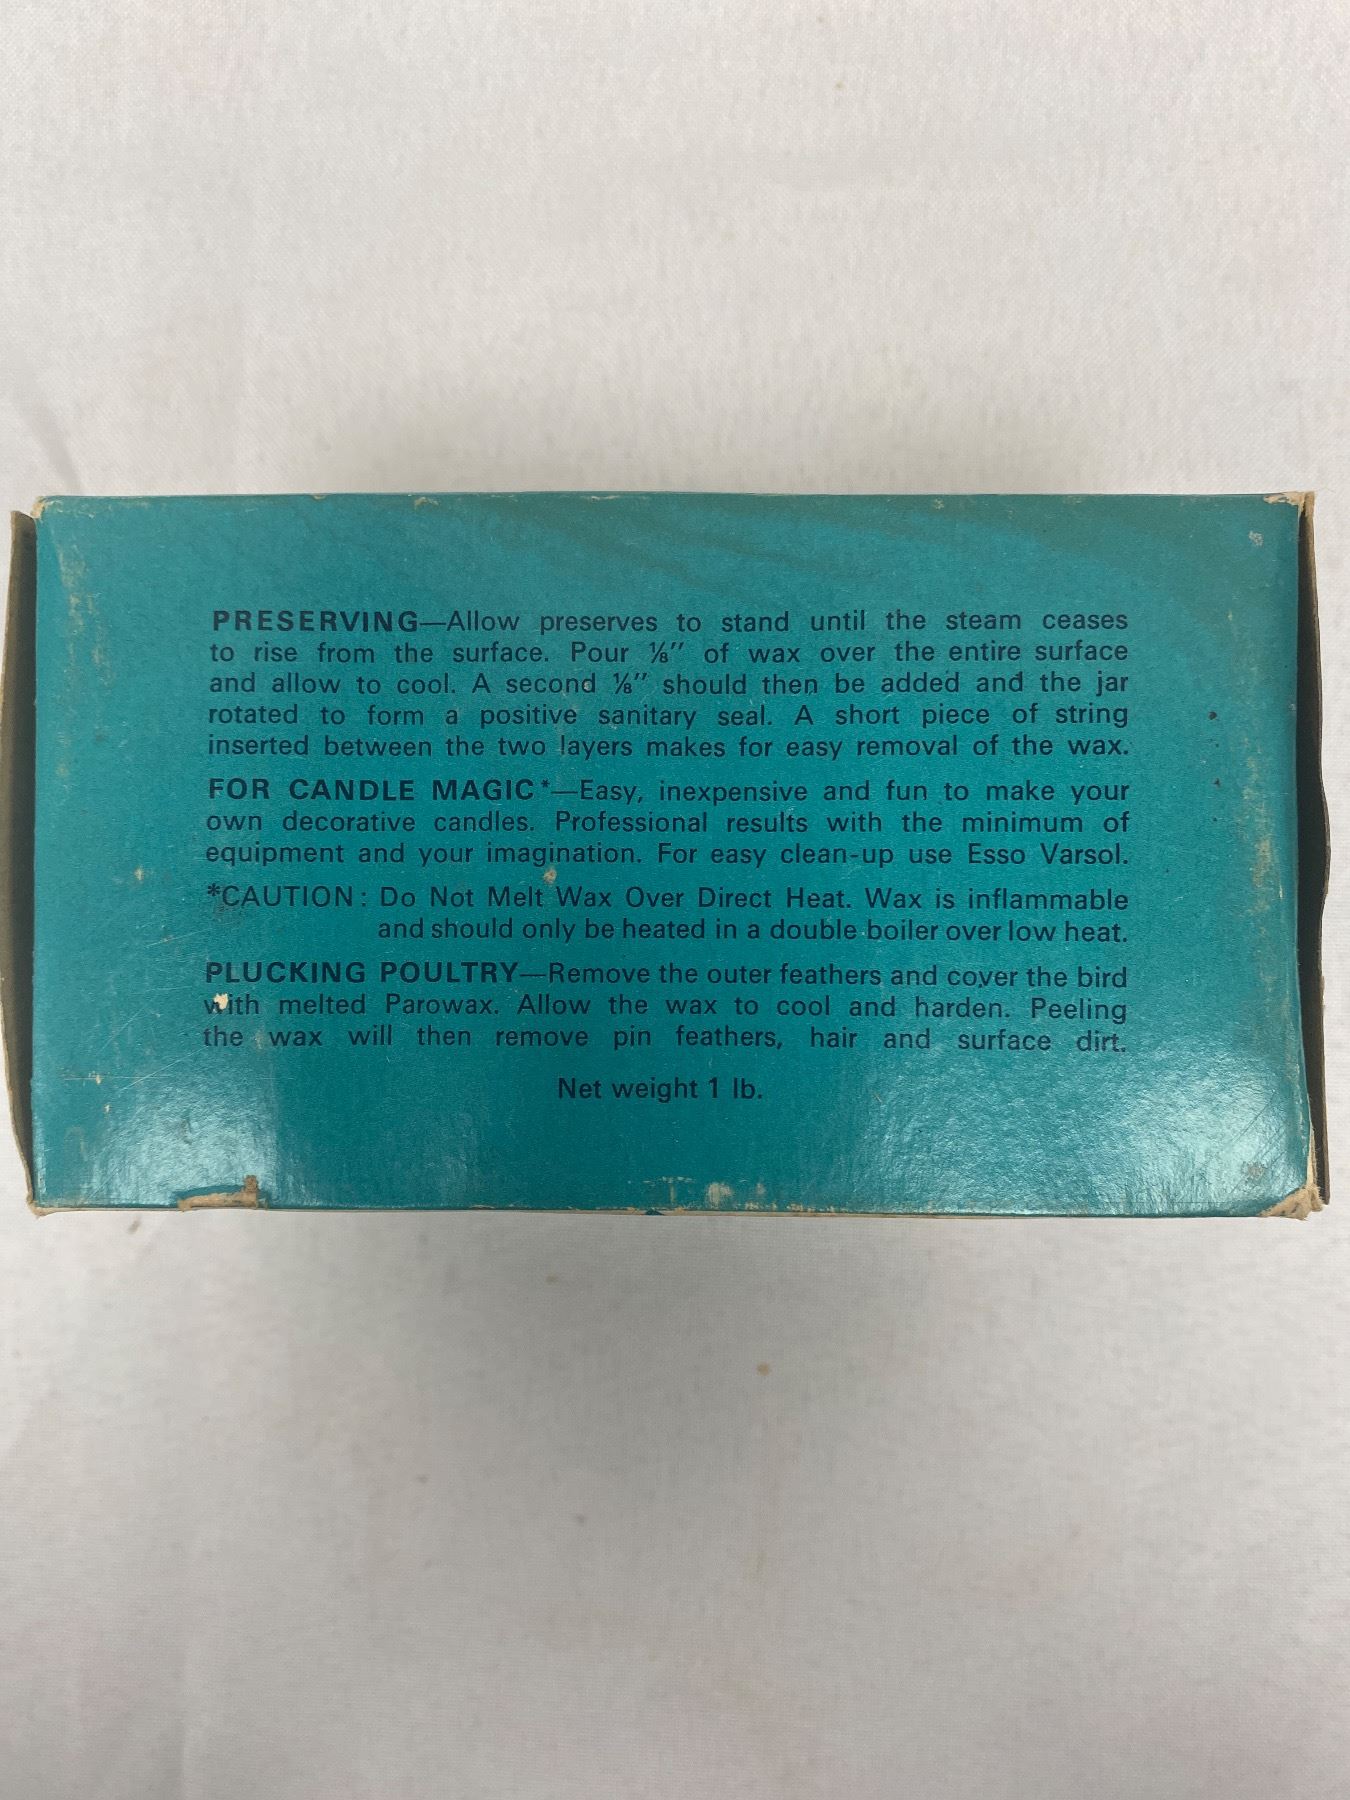 PRESERVING—Allow preserves to stand until the steam ceases
to rise from the surface. Pour ⅛″ of wax over the entire surface
and allow to cool. A second ⅛″ should then be added and the jar
rotated to form a positive sanitary seal. A short piece of string
inserted between the two layers makes for easy removal of the wax.
FOR CANDLE MAGIC*—Easy, inexpensive and fun to make your
own decorative candles. Professional results with the minimum of
equipment and your imagination. For easy clean-up use Esso Varsol.
*CAUTION: Do Not Melt Wax Over Direct Heat. Wax is inflammable
and should only be heated in a double boiler over low heat.
PLUCKING POULTRY—Remove the outer feathers and cover the bird
with melted Parowax. Allow the wax to cool and harden. Peeling
the wax will then remove pin feathers, hair and surface dirt.
Net weight 1 lb.